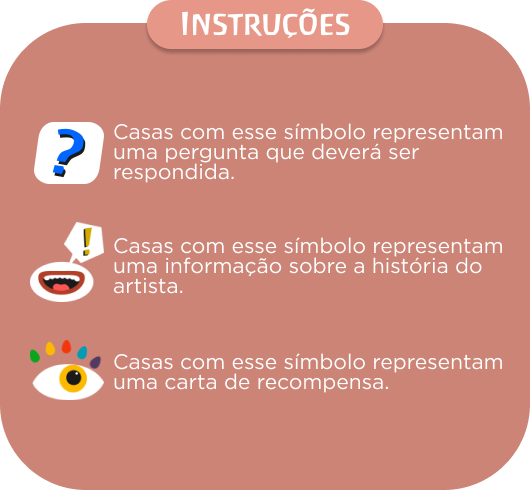 INSTRUÇÕES
?
Casas com esse símbolo representam
uma pergunta que deverá ser
respondida.
!
Casas com esse símbolo representam
uma informação sobre a história do
artista.
Casas com esse símbolo representam
uma carta de recompensa.